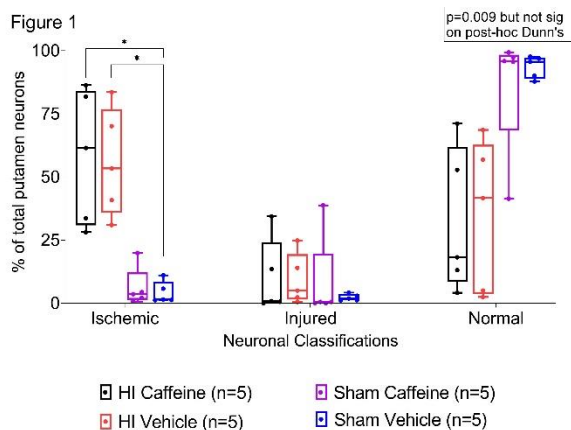 Figure 1
p=0.009 but not sig
on post-hoc Dunn's
*
*
% of total putamen neurons
100
75
50
25
0
Ischemic
Injured
Normal
Neuronal Classifications
HI Caffeine (n=5)
Sham Caffeine (n=5)
HI Vehicle (n=5)
Sham Vehicle (n=5)